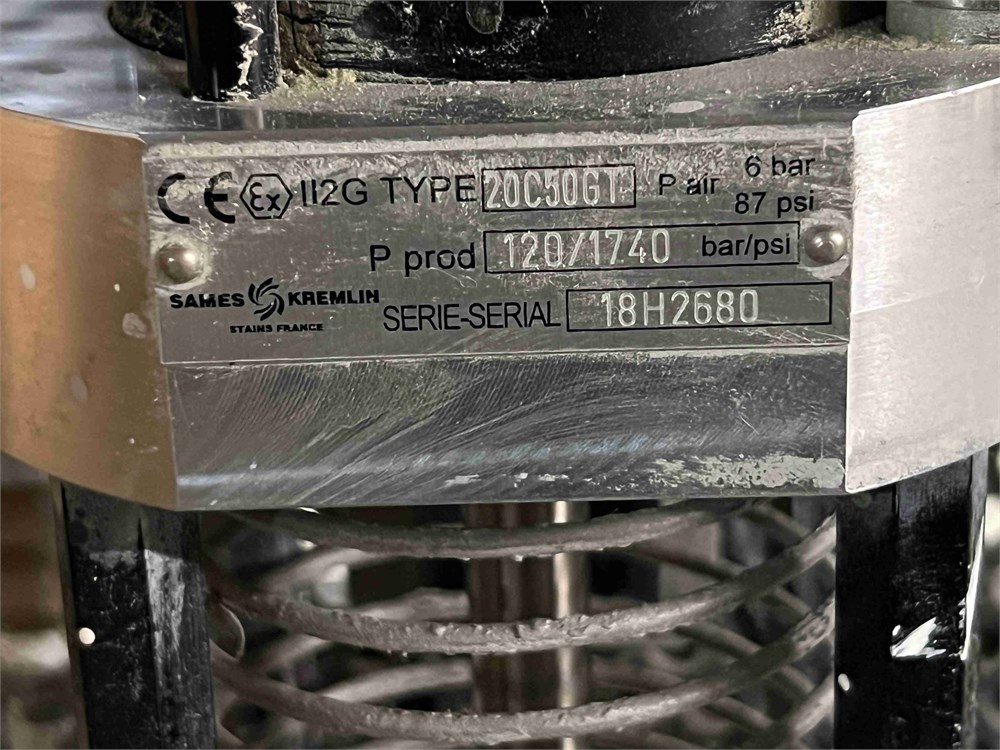 CE Ex II2G TYPE 20C50GT P air 6 bar
87 psi
P prod 120/1740 bar/psi
SAMES KREMLIN
STAINS FRANCE
SERIE-SERIAL 18H2680